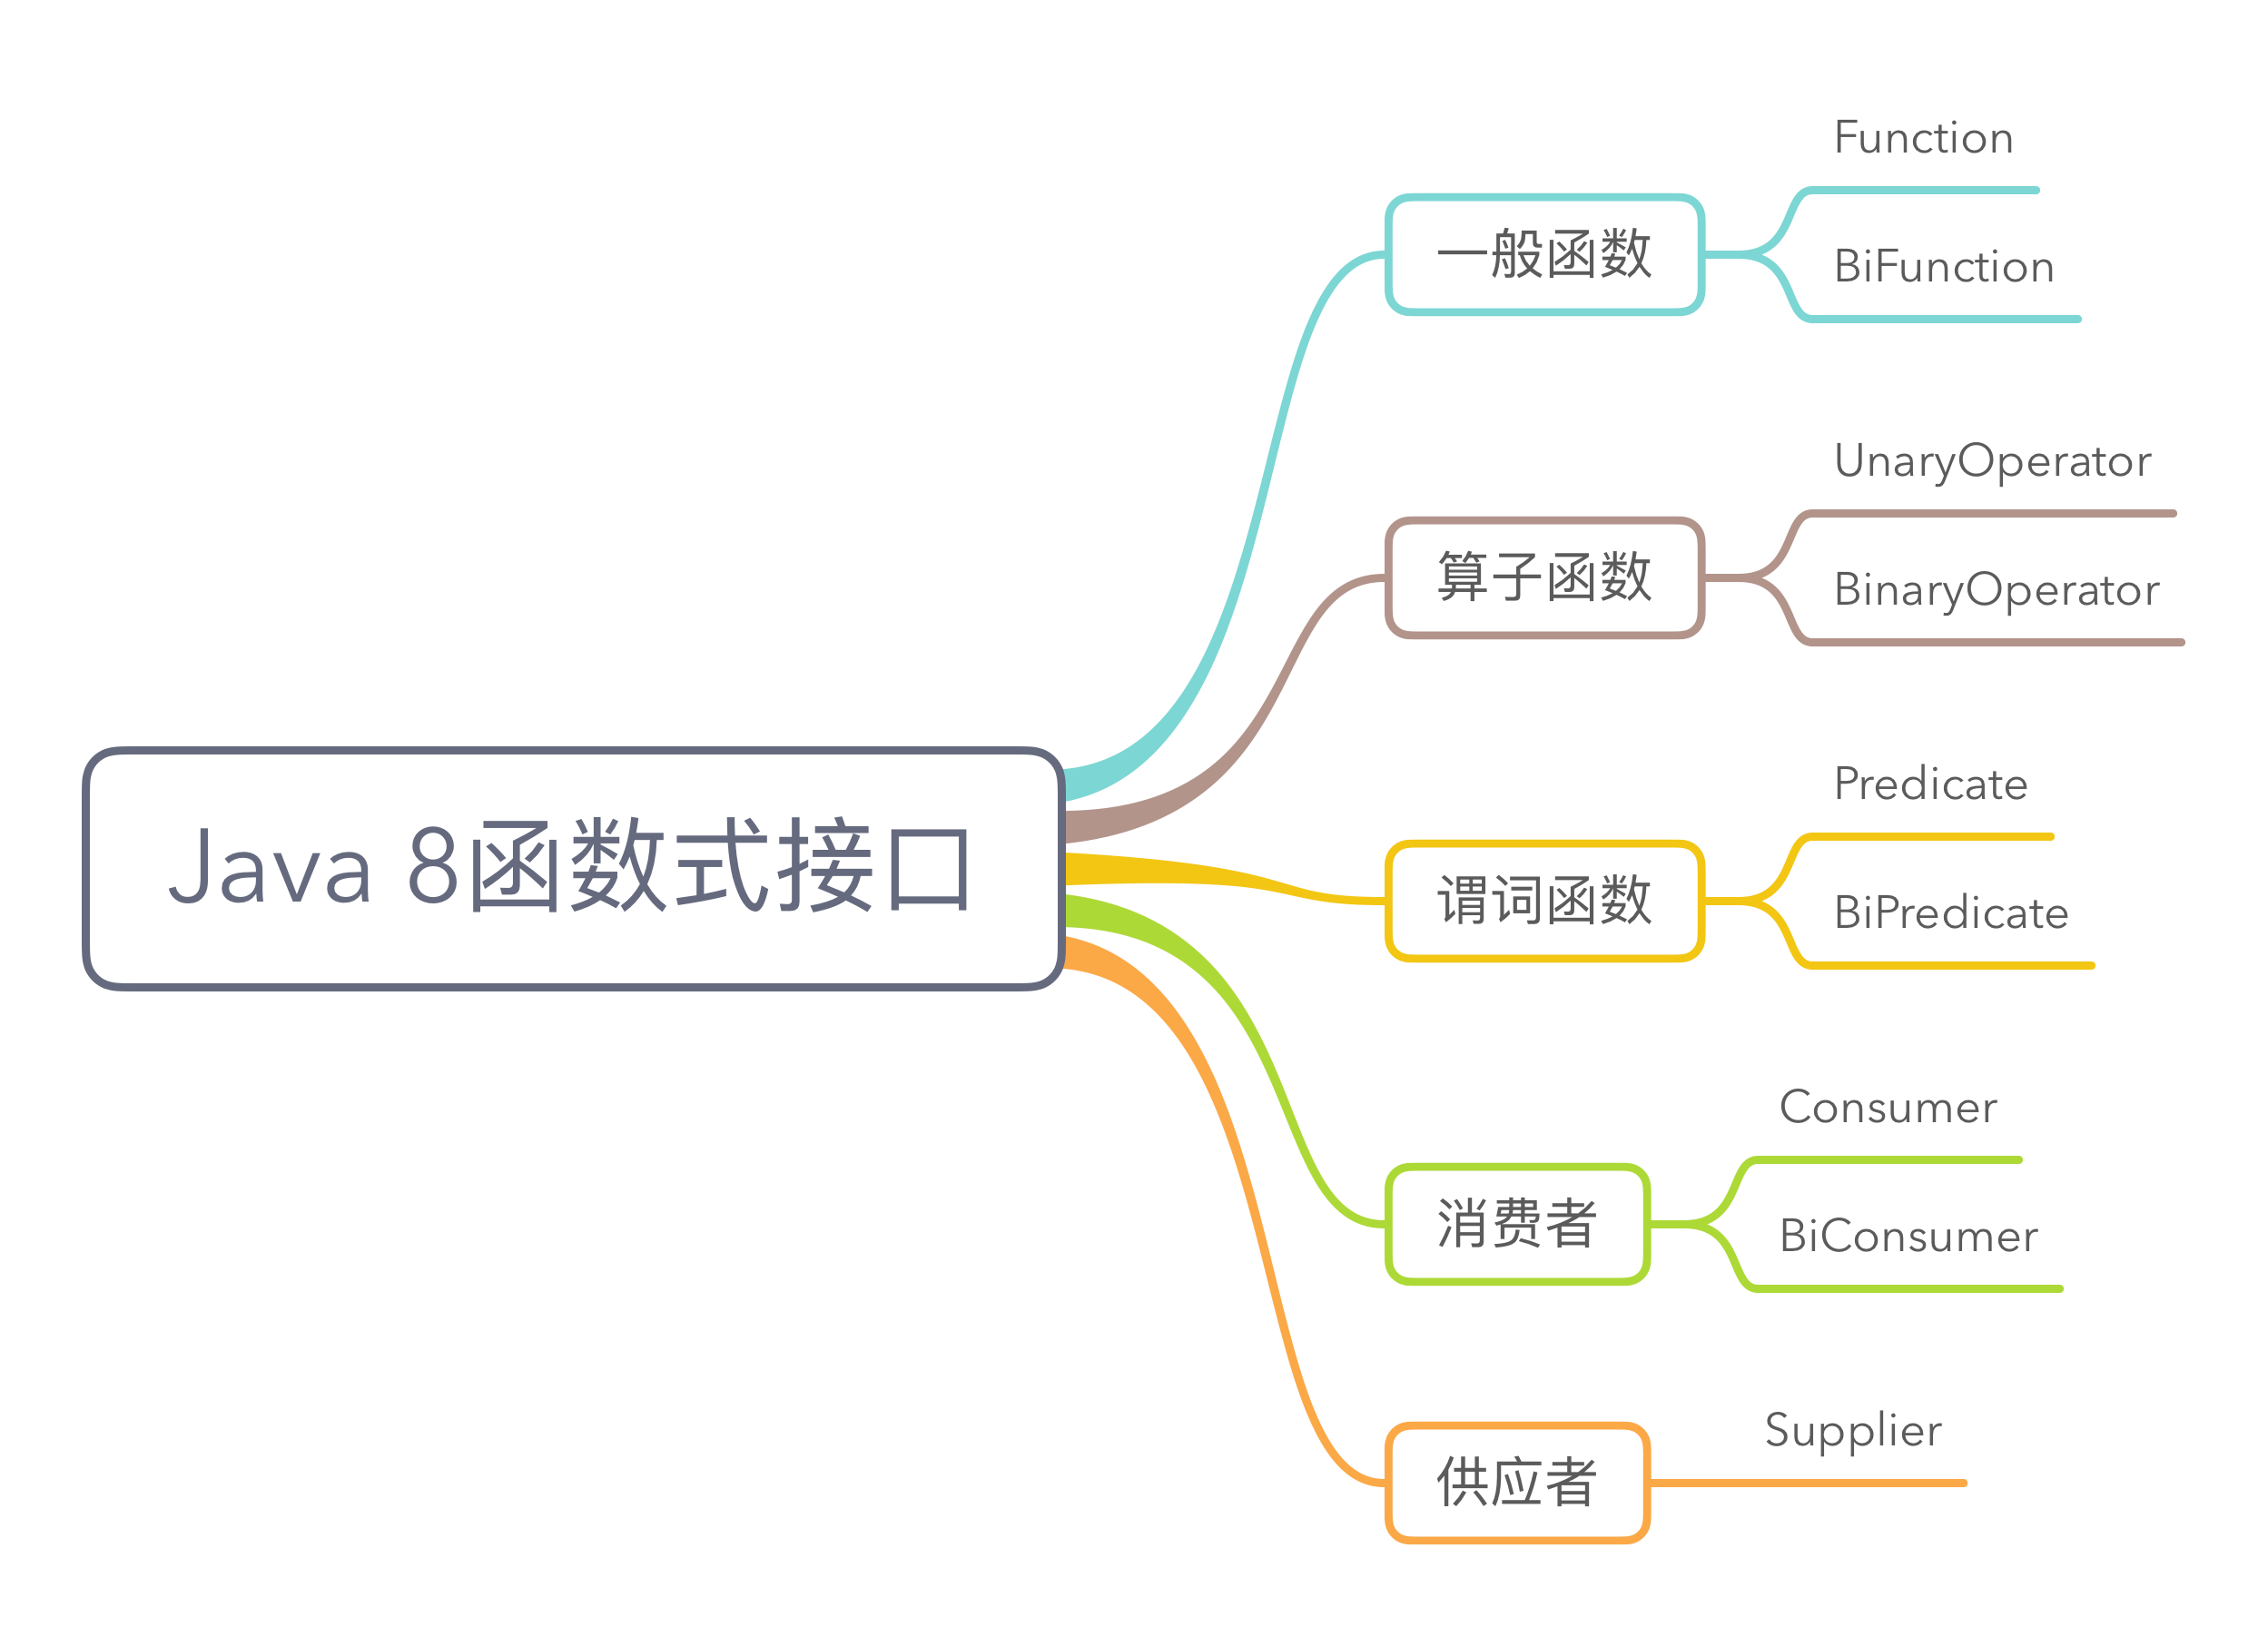 Java 8函数式接口
一般函数
Function
BiFunction
算子函数
UnaryOperator
BinaryOperator
谓词函数
Predicate
BiPredicate
消费者
Consumer
BiConsumer
供应者
Supplier